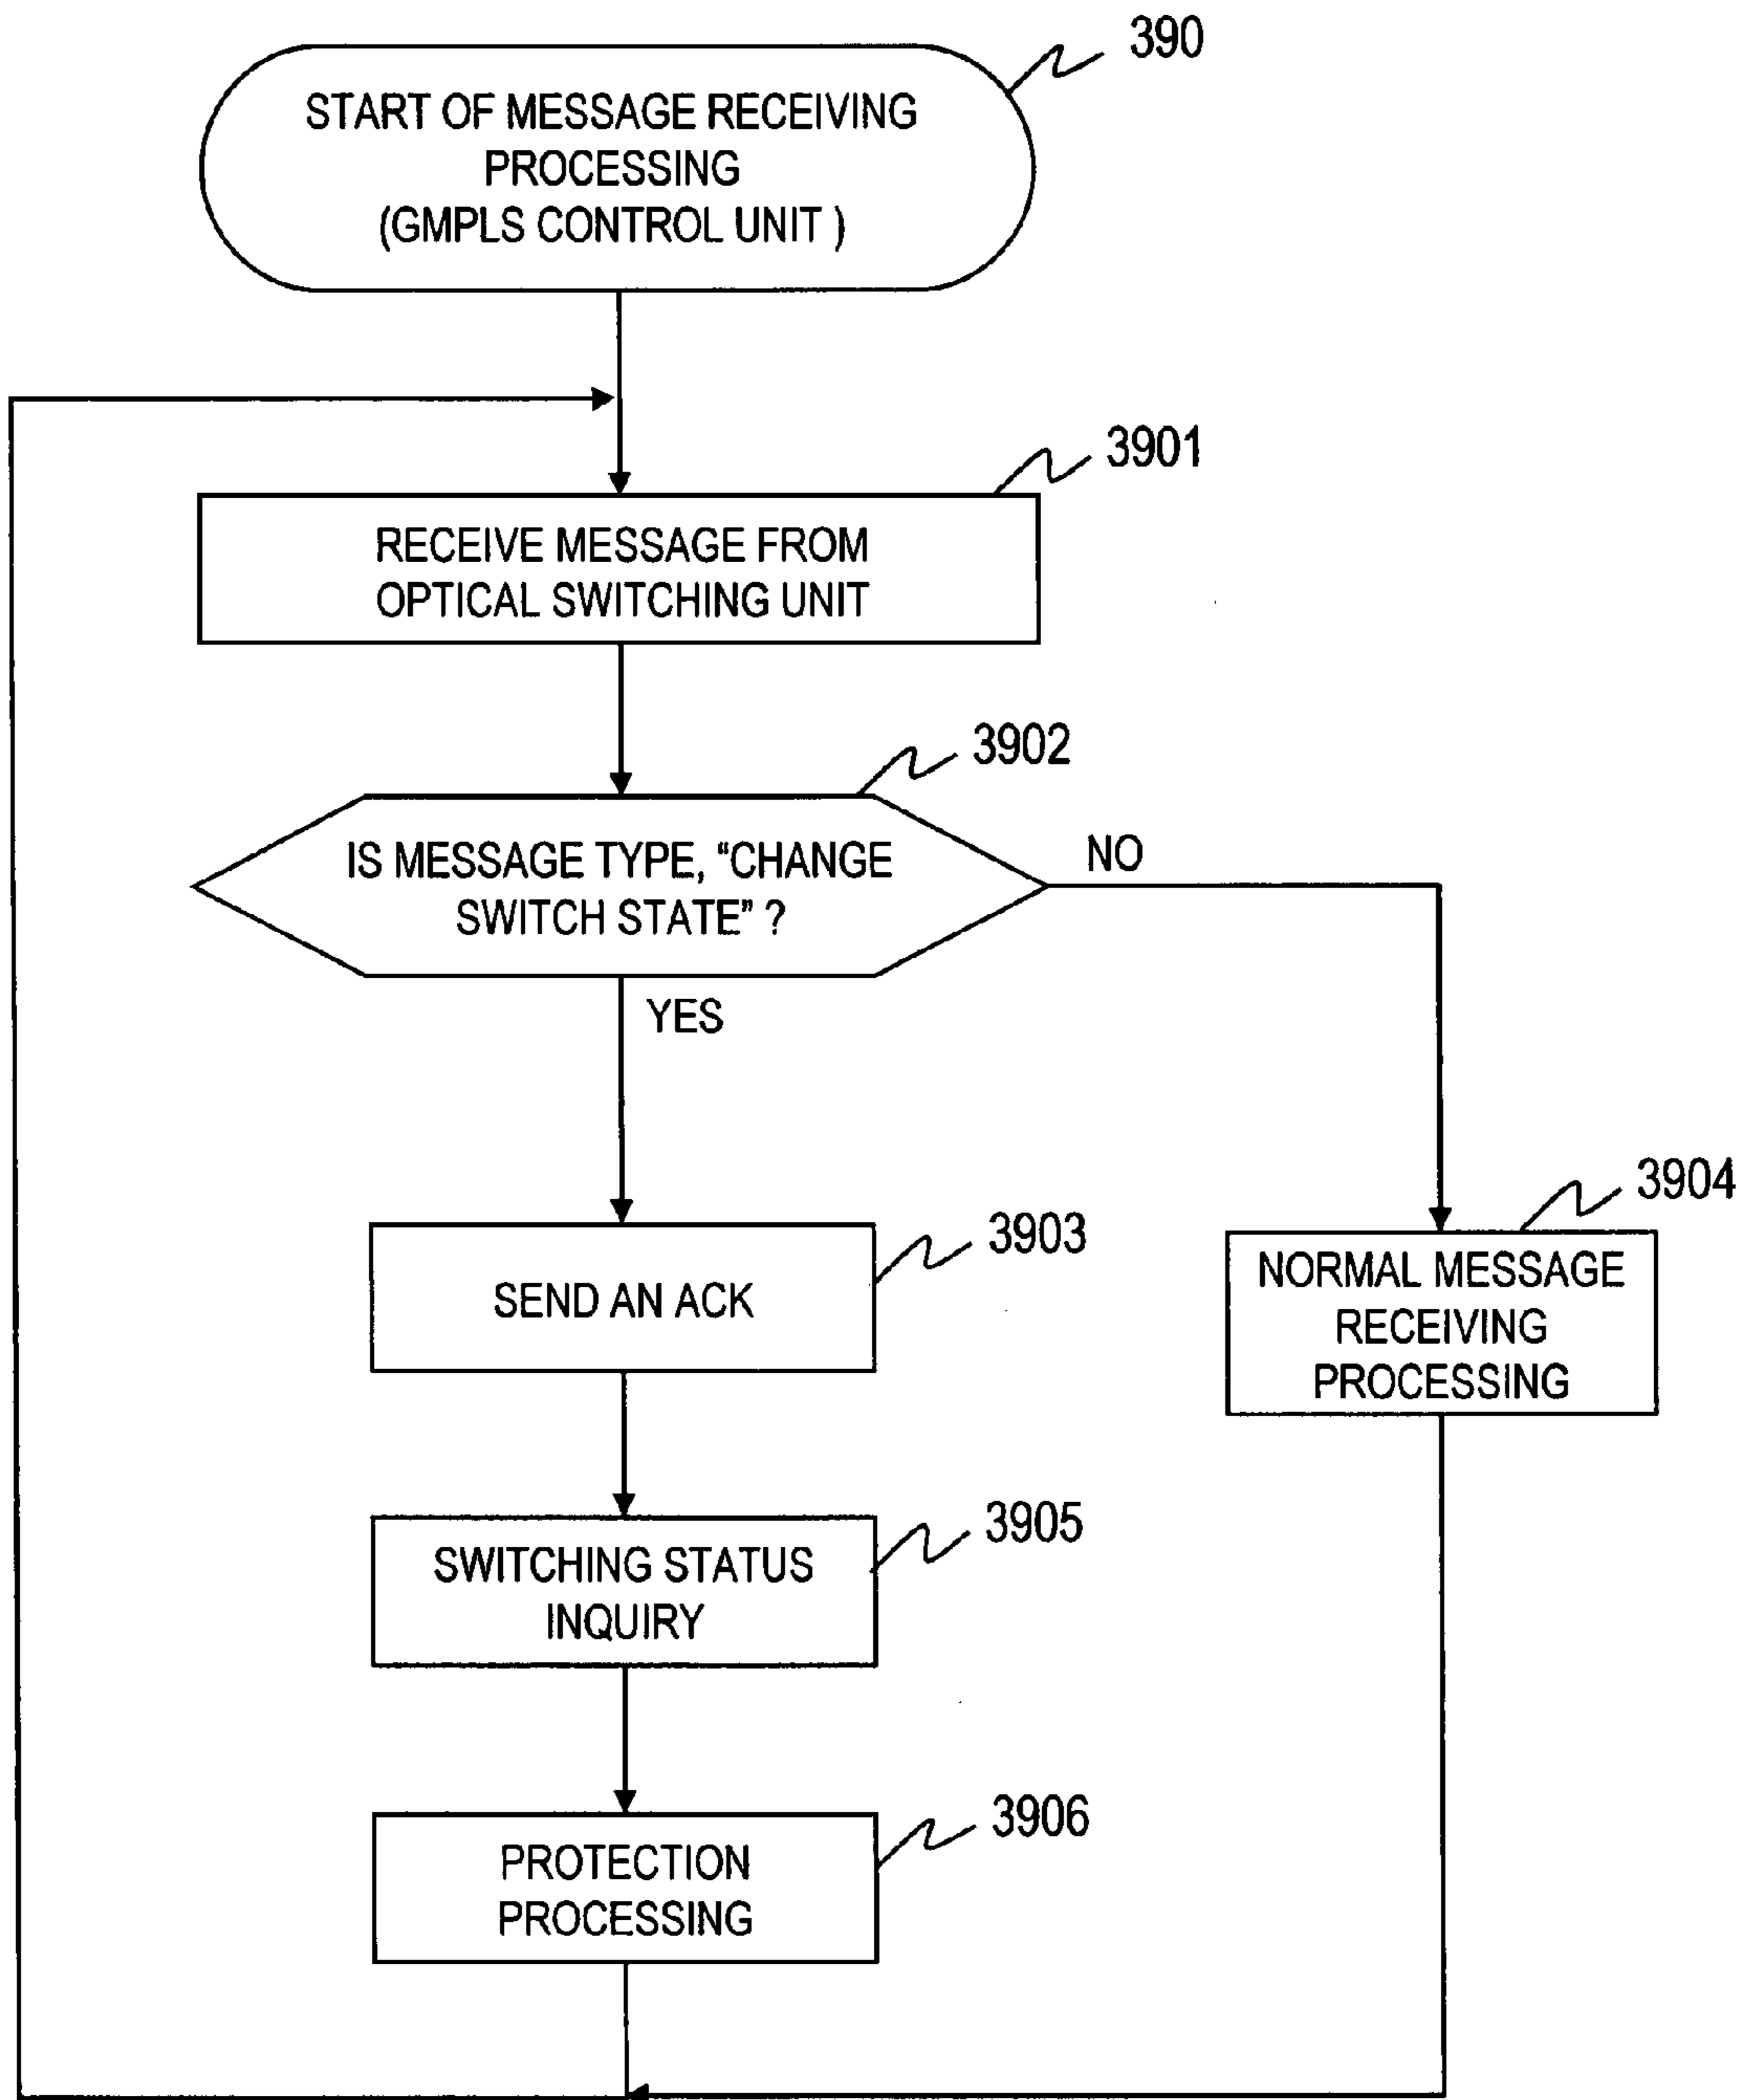 390
START OF MESSAGE RECEIVING
PROCESSING
(GMPLS CONTROL UNIT )
3901
RECEIVE MESSAGE FROM
OPTICAL SWITCHING UNIT
3902
IS MESSAGE TYPE, “CHANGE
SWITCH STATE” ?
NO
YES
3903
SEND AN ACK
3904
NORMAL MESSAGE
RECEIVING
PROCESSING
3905
SWITCHING STATUS
INQUIRY
3906
PROTECTION
PROCESSING